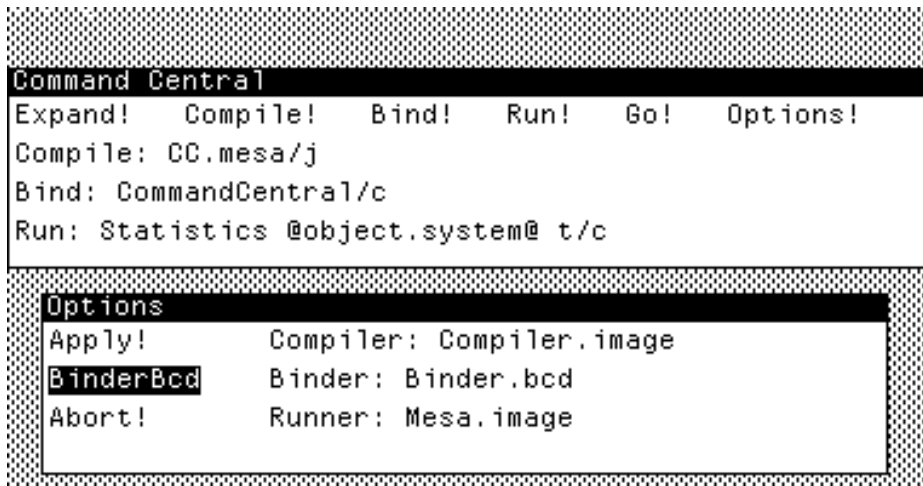 Command Central
Expand! Compile! Bind! Run! Go! Options!
Compile: CC.mesa/j
Bind: CommandCentral/c
Run: Statistics @object.system@ t/c
Options
Apply! Compiler: Compiler.image
BinderBcd Binder: Binder.bcd
Abort! Runner: Mesa.image